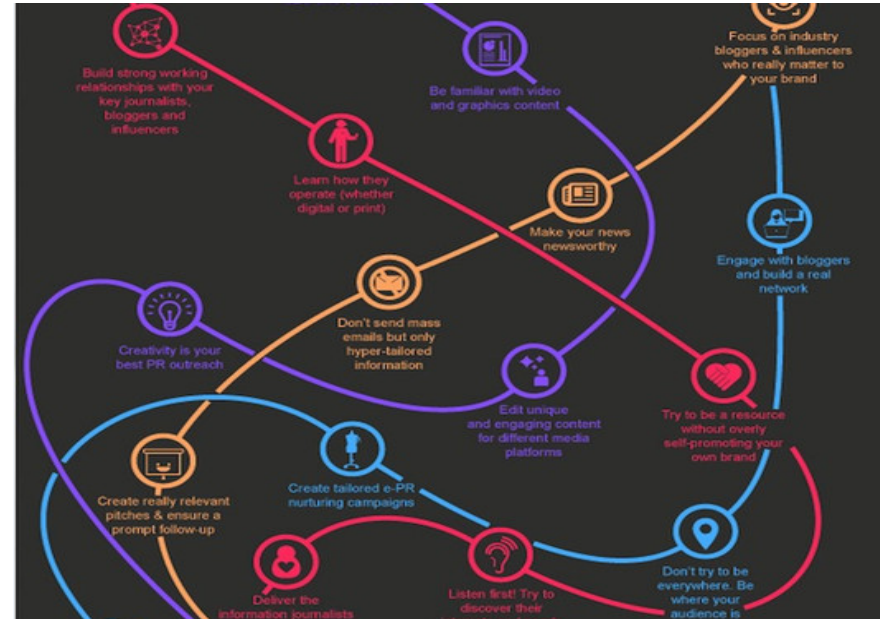 Focus on industry
bloggers & influencers
who really matter to
your brand
Build strong working
relationships with your
key journalists,
bloggers and
influencers
Be familiar with video
and graphics content
Learn how they
operate (whether
digital or print)
Make your news
newsworthy
Engage with bloggers
and build a real
network
Don't send mass
emails but only
hyper-tailored
information
Creativity is your
best PR outreach
Edit unique
and engaging content
for different media
platforms
Try to be a resource
without overly
self-promoting your
own brand
Create tailored e-PR
nurturing campaigns
Create really relevant
pitches & ensure a
prompt follow-up
Don't try to be
everywhere. Be
where your
audience is
Listen first! Try to
discover their
Deliver the
information journalists